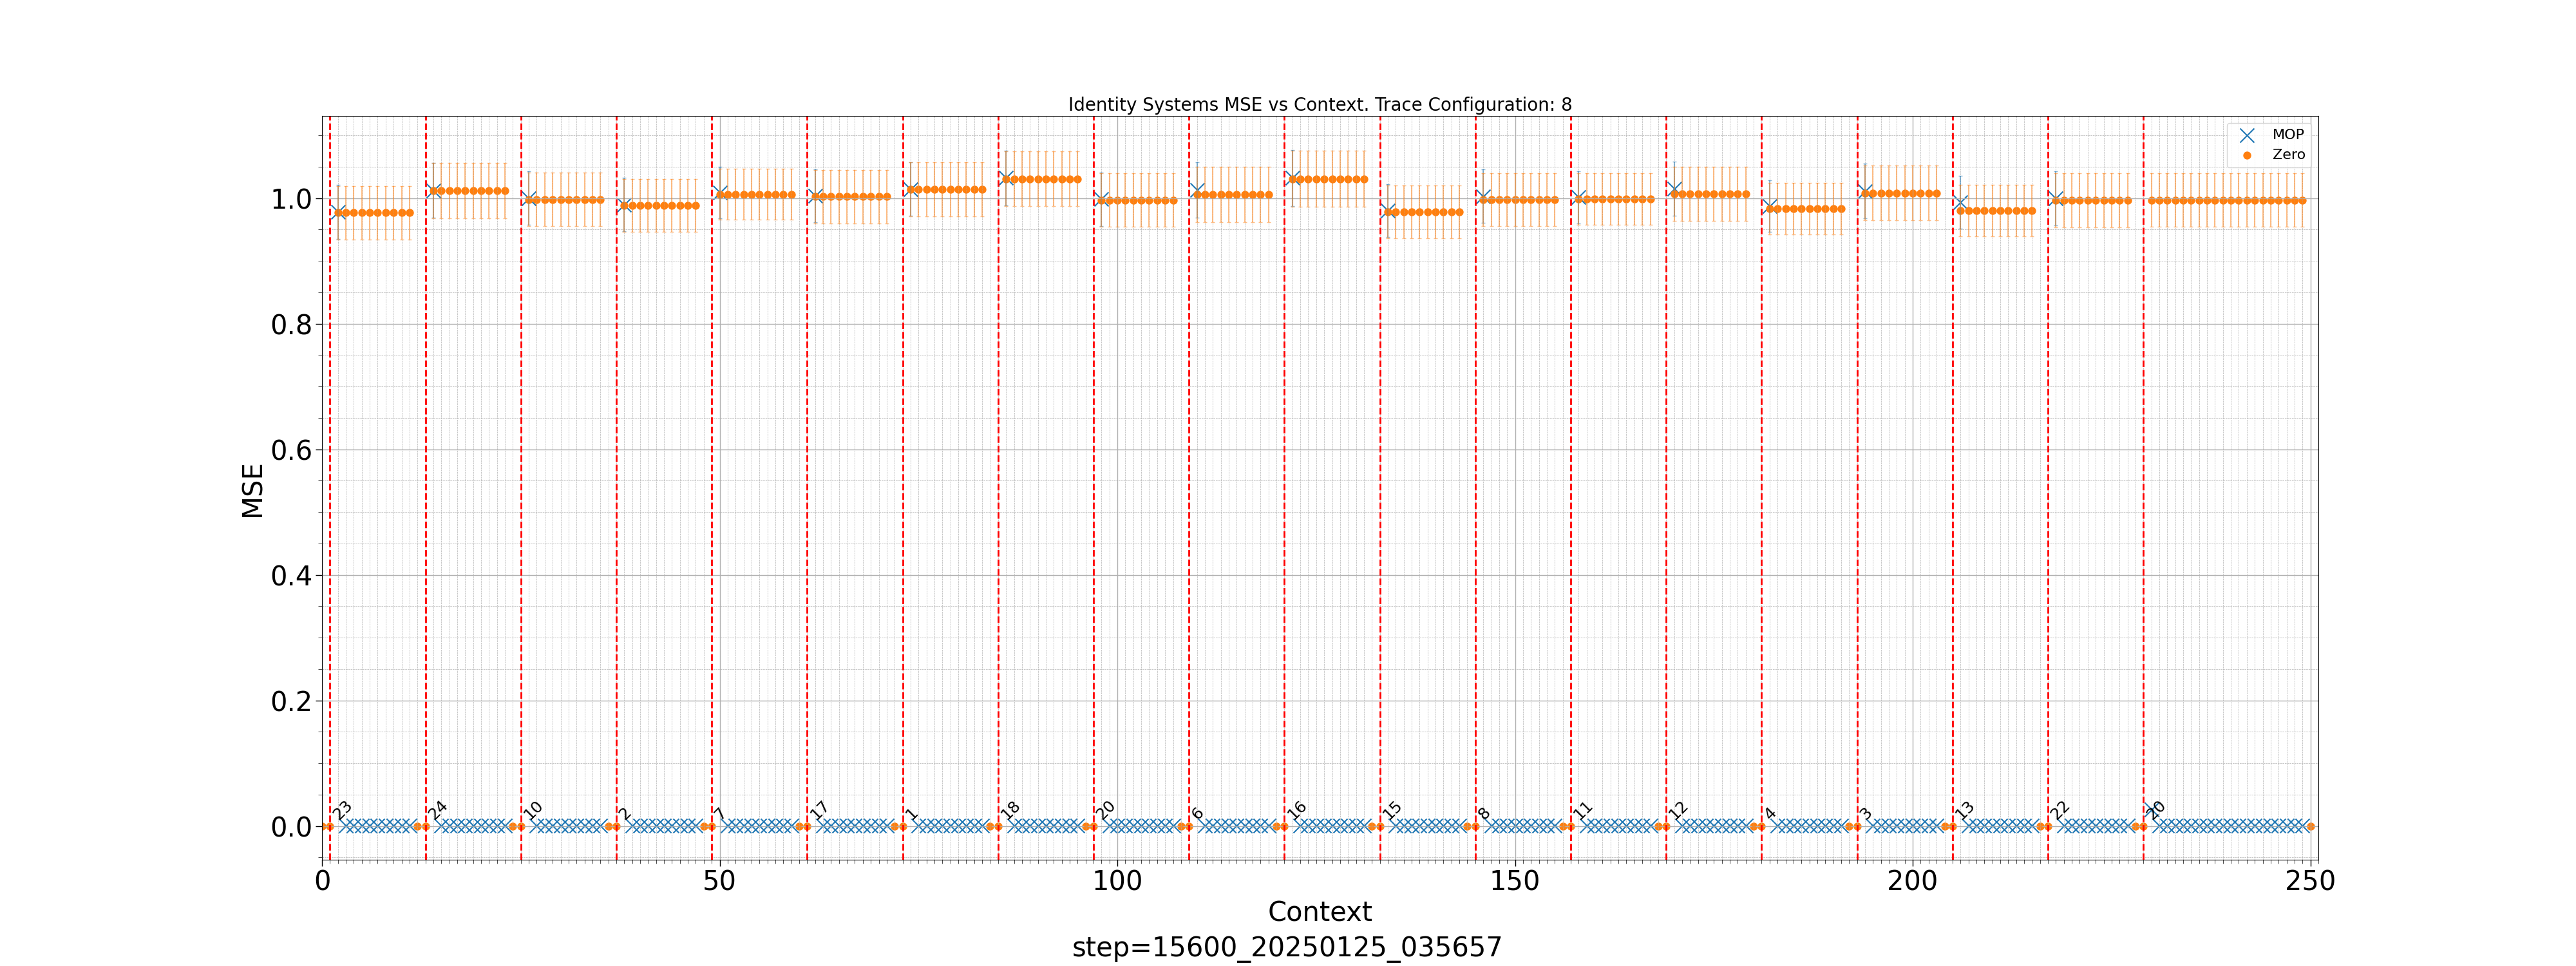 Identity Systems MSE vs Context. Trace Configuration: 8
MOP
Zero
MSE
1.0
0.8
0.6
0.4
0.2
0.0
23 24 10 2 7 17 1 18 20 6 16 15 8 11 12 4 3 13 22 20
0 50 100 150 200 250
Context
step=15600_20250125_035657